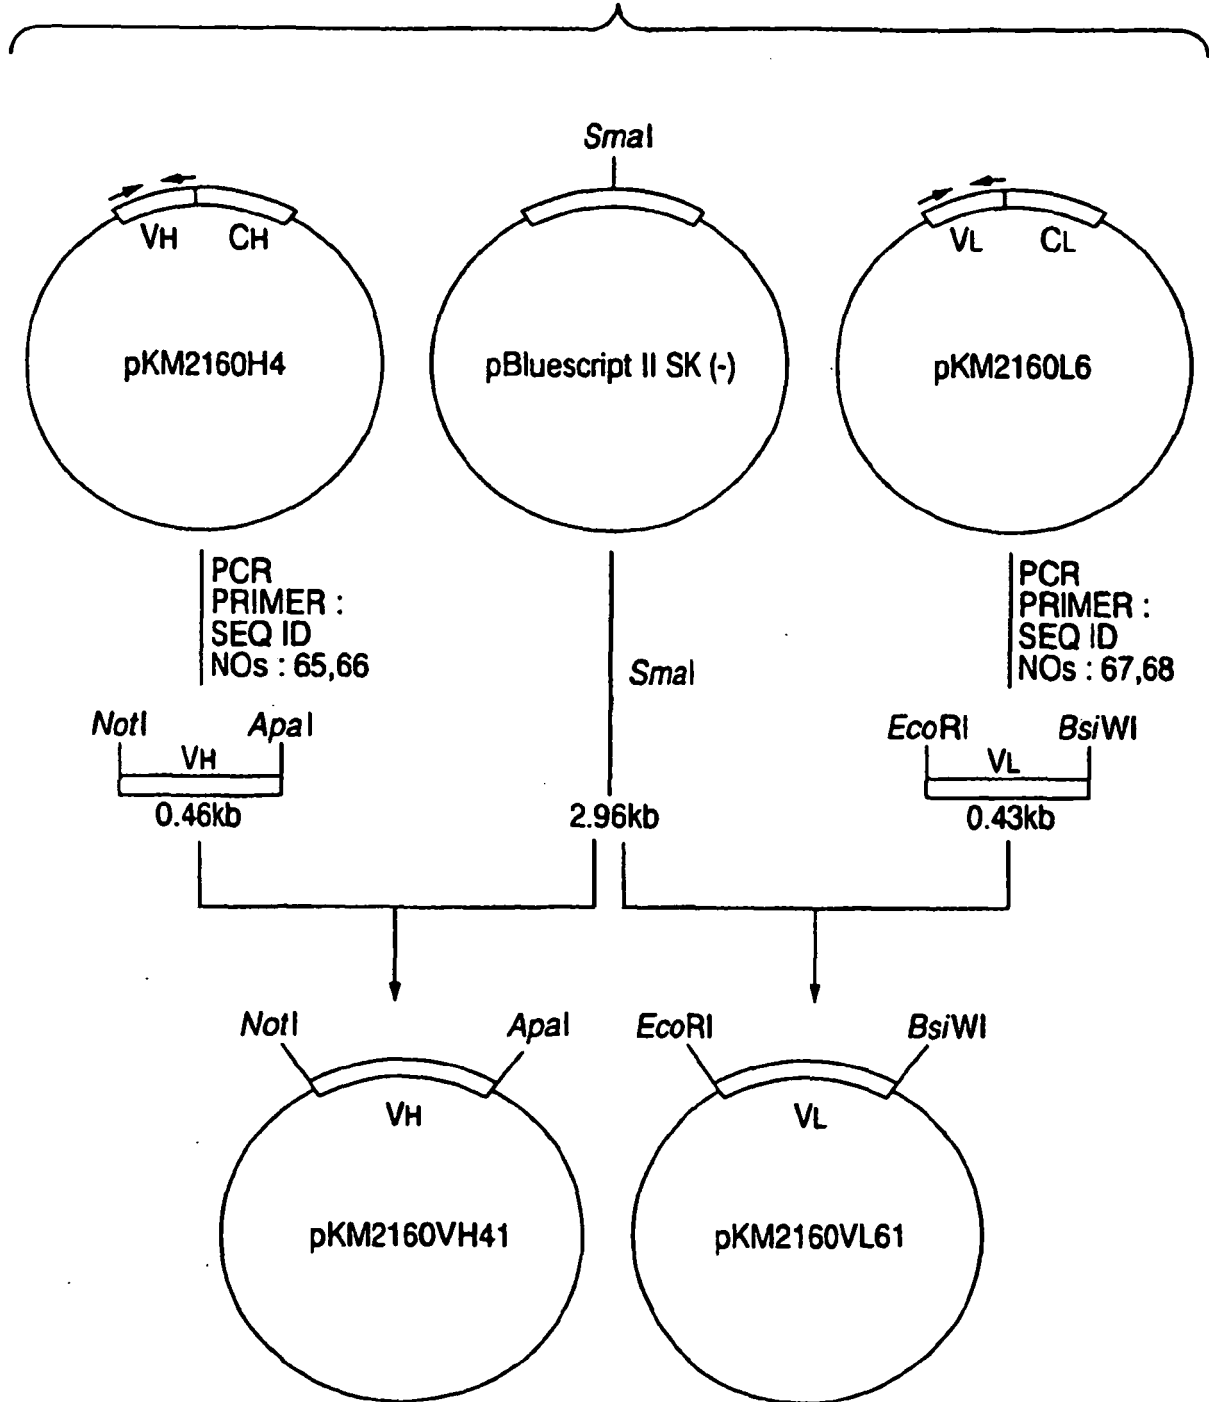 SmaI
VH CH
VL CL
pKM2160H4
pBluescript II SK (-)
pKM2160L6
PCR
PRIMER :
SEQ ID
NOs : 65,66
SmaI
PCR
PRIMER :
SEQ ID
NOs : 67,68
NotI ApaI
VH
0.46kb
2.96kb
EcoRI BsiWI
VL
0.43kb
NotI ApaI
VH
pKM2160VH41
EcoRI BsiWI
VL
pKM2160VL61